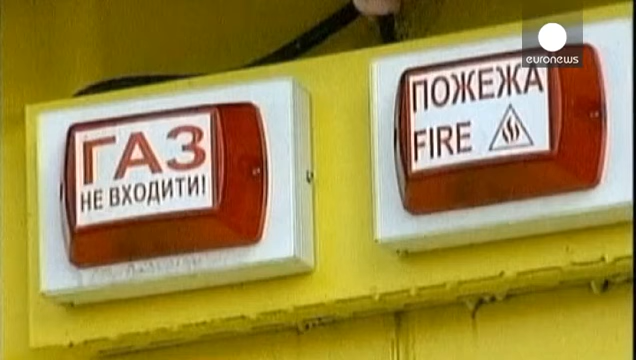 euronews
ГАЗ
НЕ ВХОДИТИ!
ПОЖЕЖА
FIRE